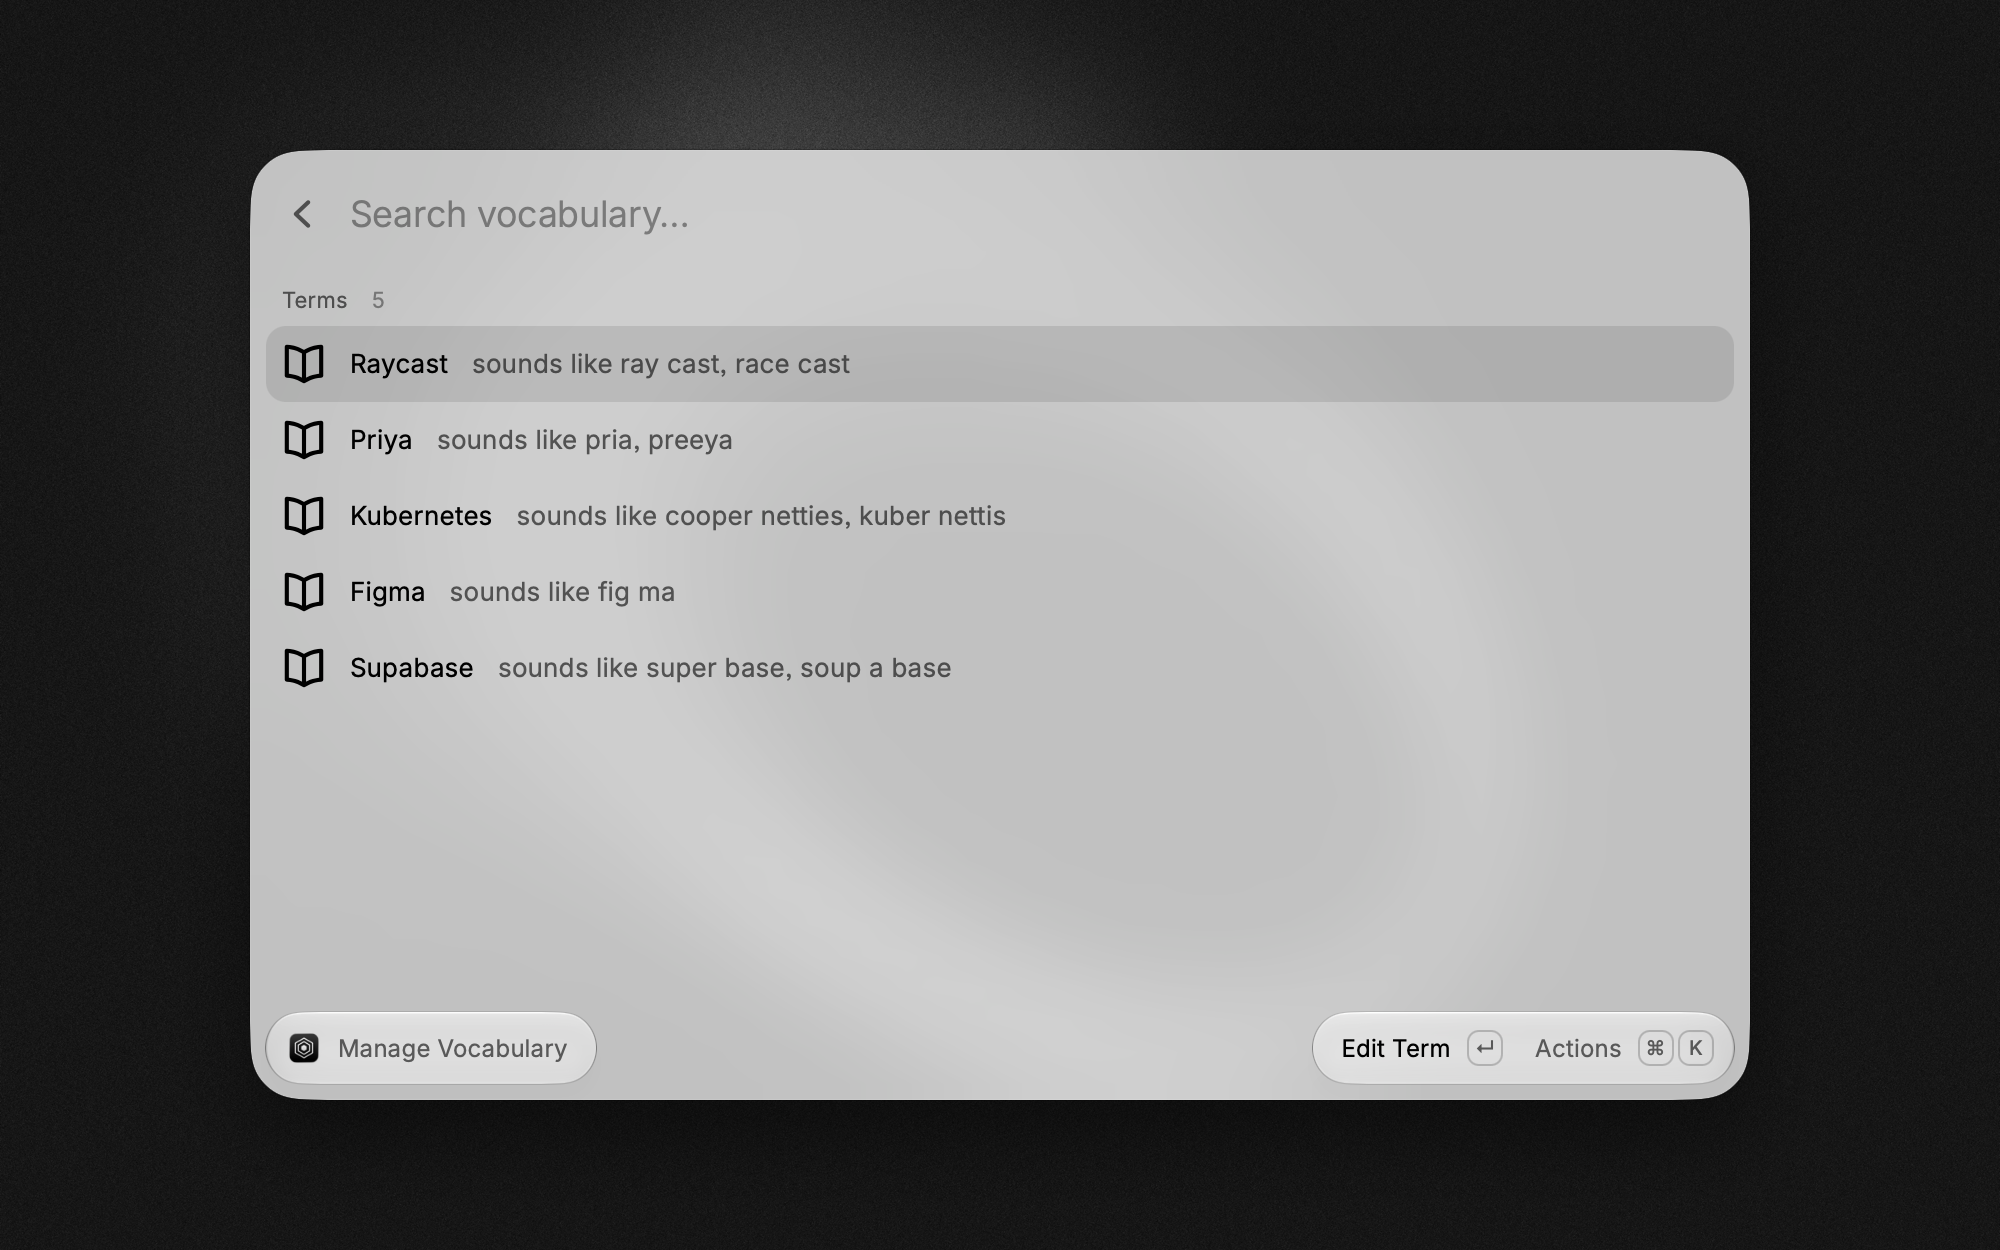 Search vocabulary...
Terms 5
Raycast sounds like ray cast, race cast
Priya sounds like pria, preeya
Kubernetes sounds like cooper netties, kuber nettis
Figma sounds like fig ma
Supabase sounds like super base, soup a base
Manage Vocabulary Edit Term ↵ Actions ⌘ K